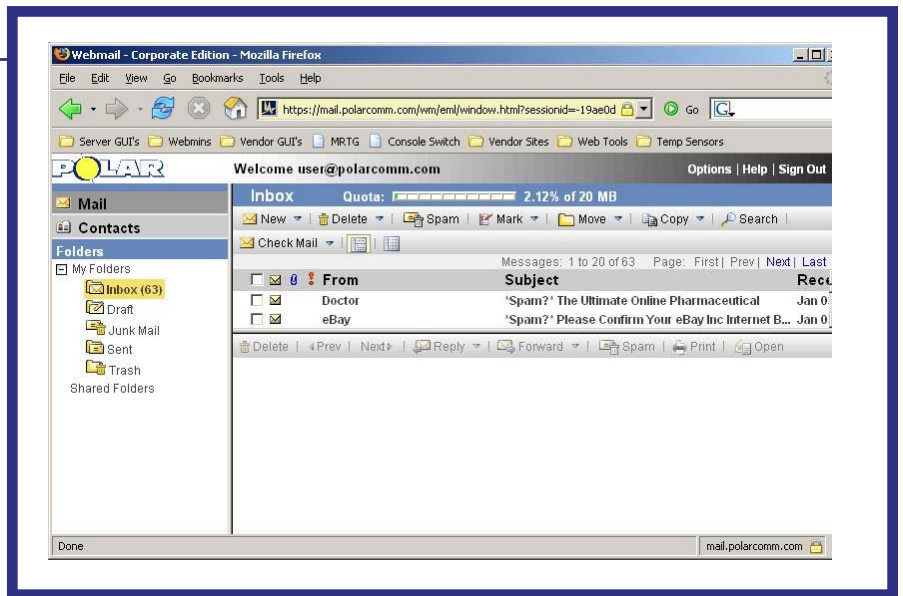 Webmail - Corporate Edition - Mozilla Firefox
File Edit View Go Bookmarks Tools Help
https://mail.polarcomm.com/wm/eml/window.html?sessionid=-19ae0d Go G
Server GUI's Webmins Vendor GUI's MRTG Console Switch Vendor Sites Web Tools Temp Sensors
POLAR Welcome user@polarcomm.com Options | Help | Sign Out
Mail
Contacts
Folders
My Folders
Inbox (63)
Draft
Junk Mail
Sent
Trash
Shared Folders
Inbox Quota: 2.12% of 20 MB
New | Delete | Spam | Mark | Move | Copy | Search |
Check Mail | |
Messages: 1 to 20 of 63 Page: First | Prev | Next | Last
From Subject Rece
Doctor *Spam?* The Ultimate Online Pharmaceutical Jan 0
eBay *Spam?* Please Confirm Your eBay Inc Internet B... Jan 0
Delete | Prev | Next | Reply | Forward | Spam | Print | Open
Done mail.polarcomm.com